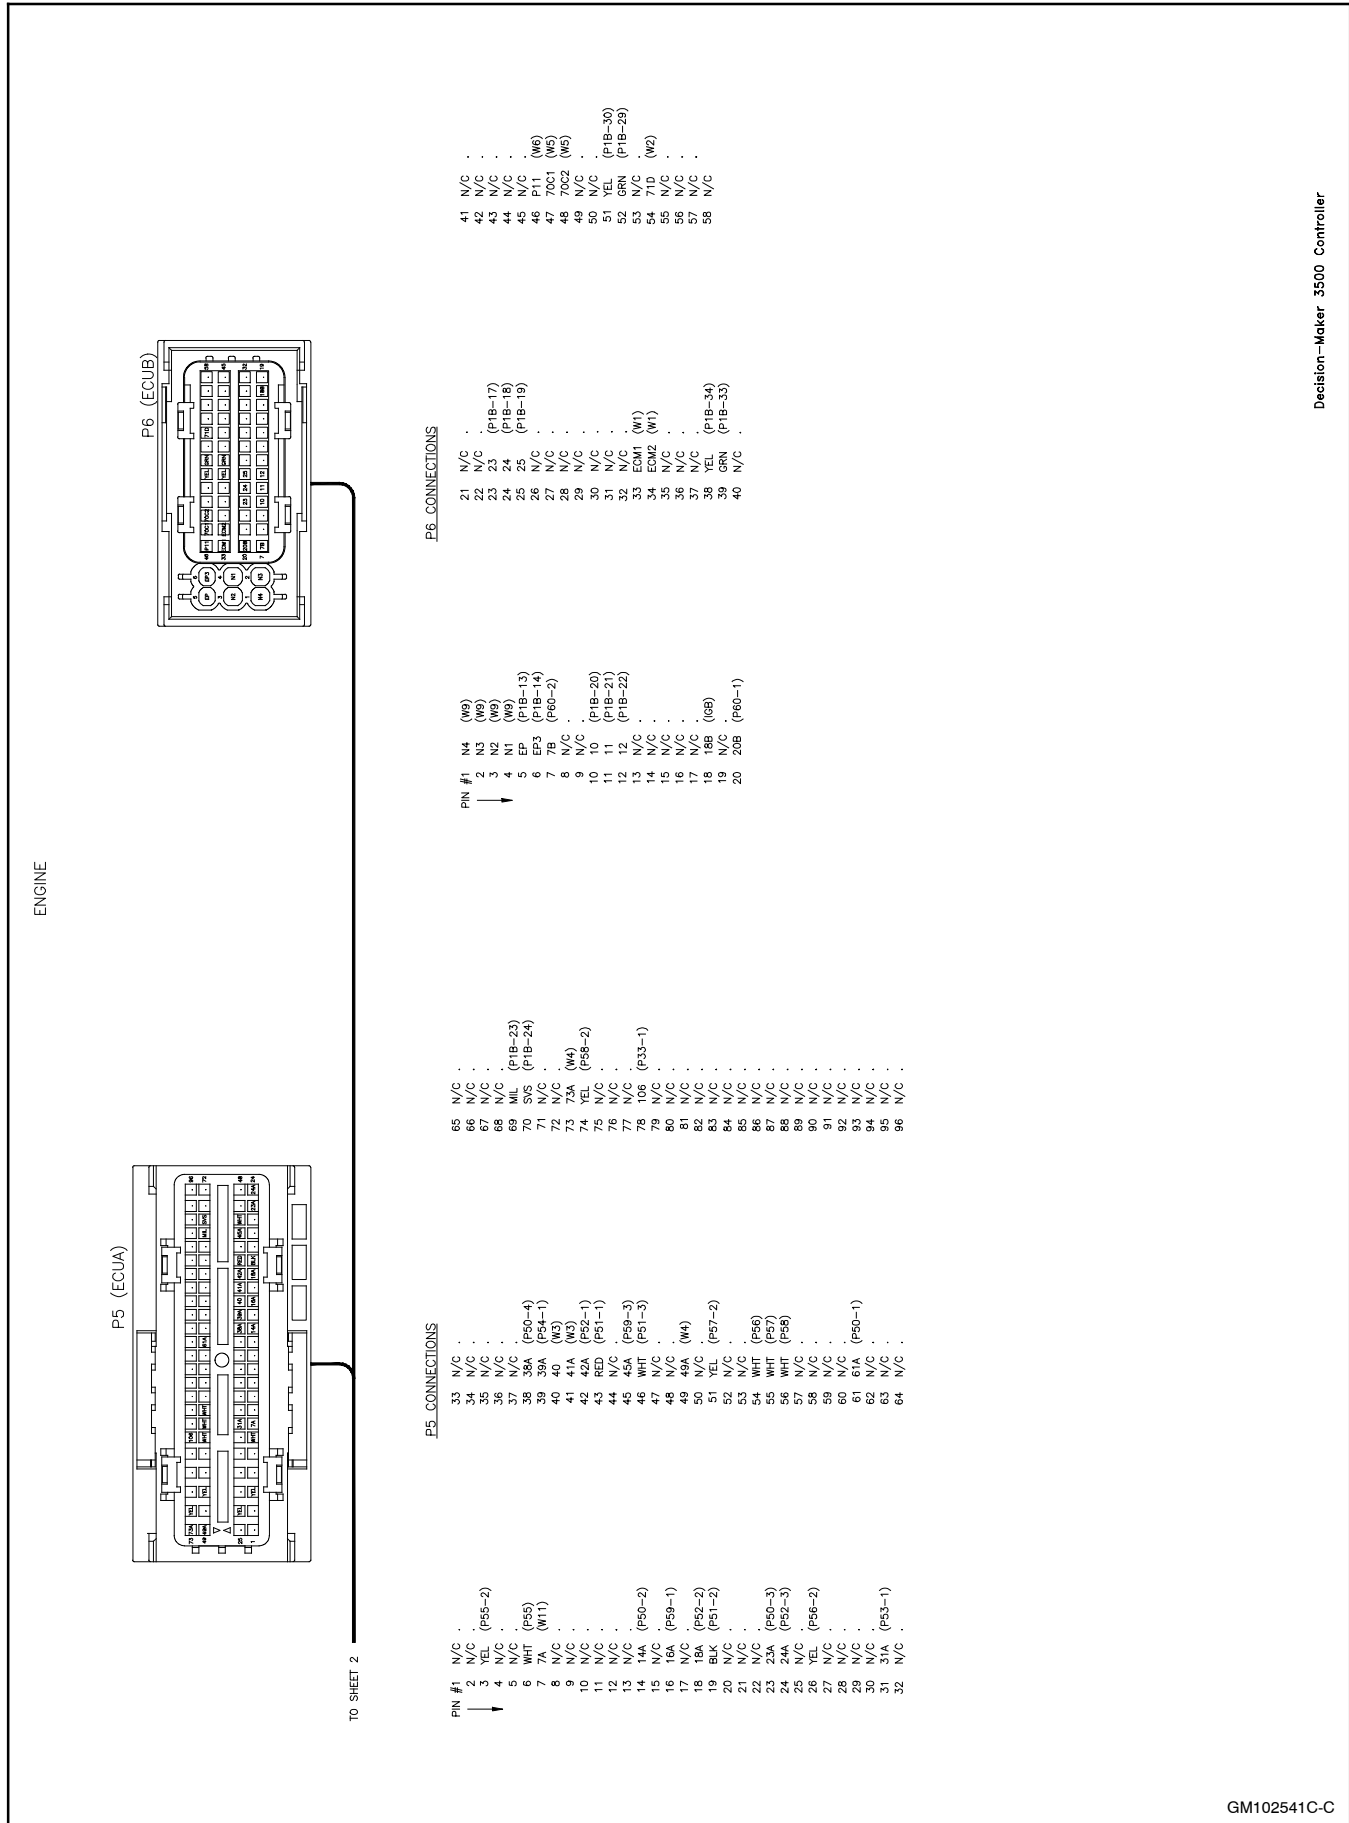 ENGINE
P5 (ECUA)
P6 (ECUB)
TO SHEET 2
P5 CONNECTIONS
PIN #1 N/C .
2 N/C .
3 YEL (P55-2)
4 N/C .
5 N/C .
6 WHT (P55)
7 7A (W11)
8 N/C .
9 N/C .
10 N/C .
11 N/C .
12 N/C .
13 N/C .
14 14A (P50-2)
15 N/C .
16 16A (P59-1)
17 N/C .
18 18A (P52-2)
19 BLK (P51-2)
20 N/C .
21 N/C .
22 N/C .
23 23A (P50-3)
24 24A (P52-3)
25 N/C .
26 YEL (P56-2)
27 N/C .
28 N/C .
29 N/C .
30 N/C .
31 31A (P53-1)
32 N/C .
33 N/C .
34 N/C .
35 N/C .
36 N/C .
37 N/C .
38 38A (P50-4)
39 39A (P54-1)
40 40 (W3)
41 41A (W3)
42 42A (P52-1)
43 RED (P51-1)
44 N/C .
45 45A (P59-3)
46 WHT (P51-3)
47 N/C .
48 N/C .
49 49A (W4)
50 N/C .
51 YEL (P57-2)
52 N/C .
53 N/C .
54 WHT (P56)
55 WHT (P57)
56 WHT (P58)
57 N/C .
58 N/C .
59 N/C .
60 N/C .
61 61A (P50-1)
62 N/C .
63 N/C .
64 N/C .
65 N/C .
66 N/C .
67 N/C .
68 N/C .
69 MIL (P1B-23)
70 SVS (P1B-24)
71 N/C .
72 N/C .
73 73A (W4)
74 YEL (P58-2)
75 N/C .
76 N/C .
77 N/C .
78 106 (P33-1)
79 N/C .
80 N/C .
81 N/C .
82 N/C .
83 N/C .
84 N/C .
85 N/C .
86 N/C .
87 N/C .
88 N/C .
89 N/C .
90 N/C .
91 N/C .
92 N/C .
93 N/C .
94 N/C .
95 N/C .
96 N/C .
P6 CONNECTIONS
PIN #1 N4 (W9)
2 N3 (W9)
3 N2 (W9)
4 N1 (W9)
5 EP (P1B-13)
6 EP3 (P1B-14)
7 7B (P60-2)
8 N/C .
9 N/C .
10 10 (P1B-20)
11 11 (P1B-21)
12 12 (P1B-22)
13 N/C .
14 N/C .
15 N/C .
16 N/C .
17 N/C .
18 18B (IGB)
19 N/C .
20 20B (P60-1)
21 N/C .
22 N/C .
23 23 (P1B-17)
24 24 (P1B-18)
25 25 (P1B-19)
26 N/C .
27 N/C .
28 N/C .
29 N/C .
30 N/C .
31 N/C .
32 N/C .
33 ECM1 (W1)
34 ECM2 (W1)
35 N/C .
36 N/C .
37 N/C .
38 YEL (P1B-34)
39 GRN (P1B-33)
40 N/C .
41 N/C .
42 N/C .
43 N/C .
44 N/C .
45 N/C .
46 P11 (W6)
47 70C1 (W5)
48 70C2 (W5)
49 N/C .
50 N/C .
51 YEL (P1B-30)
52 GRN (P1B-29)
53 N/C .
54 71D (W2)
55 N/C .
56 N/C .
57 N/C .
58 N/C .
Decision-Maker 3500 Controller
GM102541C-C